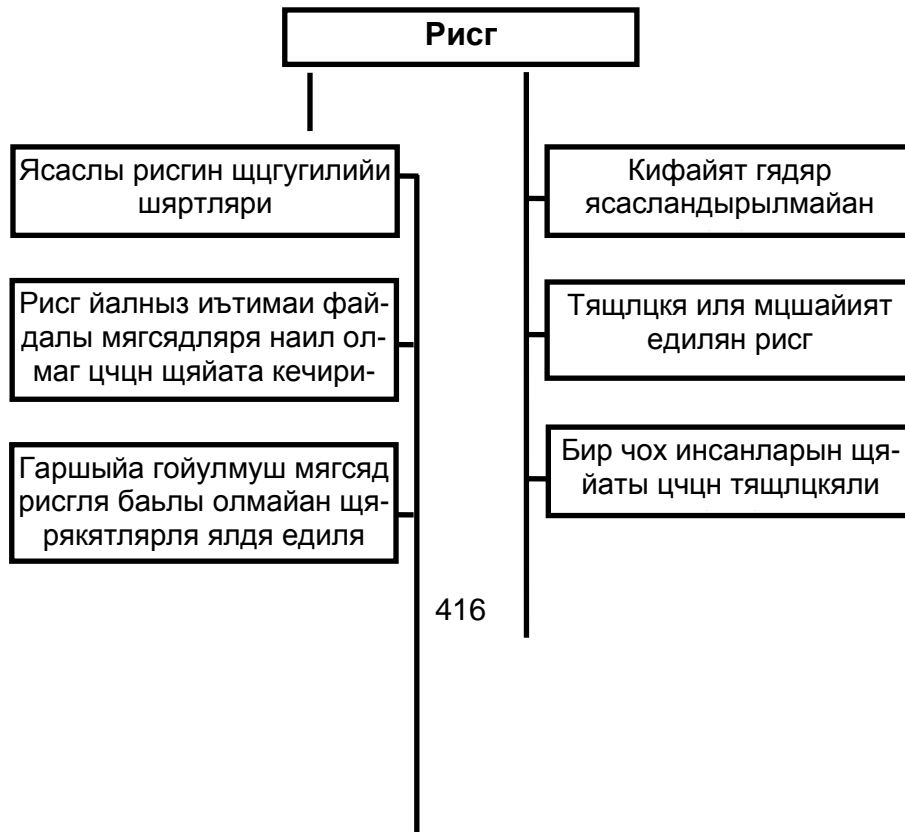 Рисг
Ясаслы рисгин щцгугилийи
шяртляри
Рисг йалныз иътимаи фай-
далы мягсядляря наил ол-
маг цчцн щяйата кечири-
Гаршыйа гойулмуш мягсяд
рисгля баьлы олмайан щя-
рякятлярля ялдя едиля
Кифайят гядяр
ясасландырылмайан
Тящлцкя иля мцшайият
едилян рисг
Бир чох инсанларын щя-
йаты цчцн тящлцкяли
416